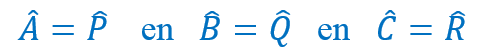 Â = P̂ en B̂ = Q̂ en Ĉ = R̂